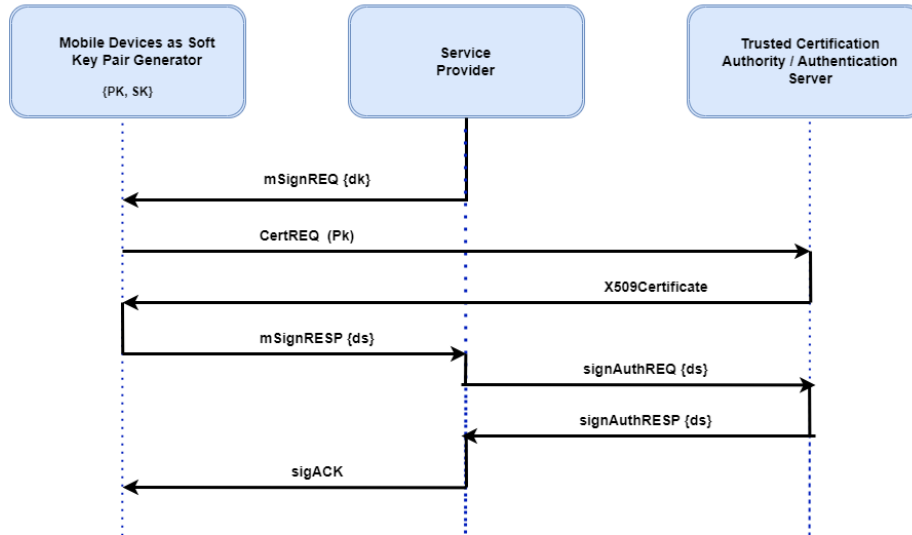 Mobile Devices as Soft
Key Pair Generator
{PK, SK}
Service
Provider
Trusted Certification
Authority / Authentication
Server
mSignREQ {dk}
CertREQ (Pk)
X509Certificate
mSignRESP {ds}
signAuthREQ {ds}
signAuthRESP {ds}
sigACK